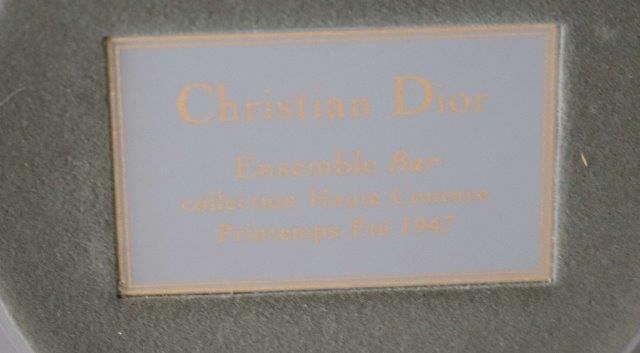 Christian Dior
Ensemble Bar
collection Haute Couture
Printemps-Eté 1947